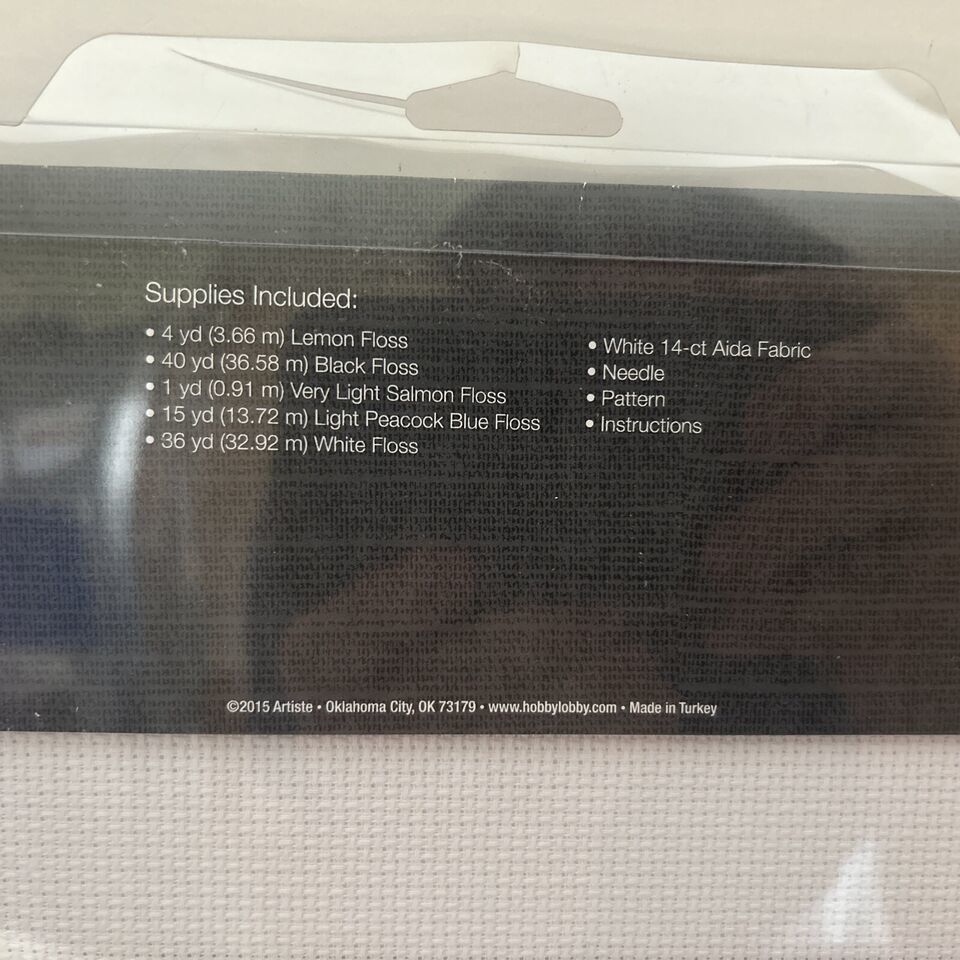 Supplies Included:
• 4 yd (3.66 m) Lemon Floss
• 40 yd (36.58 m) Black Floss
• 1 yd (0.91 m) Very Light Salmon Floss
• 15 yd (13.72 m) Light Peacock Blue Floss
• 36 yd (32.92 m) White Floss
• White 14-ct Aida Fabric
• Needle
• Pattern
• Instructions
©2015 Artiste • Oklahoma City, OK 73179 • www.hobbylobby.com • Made in Turkey